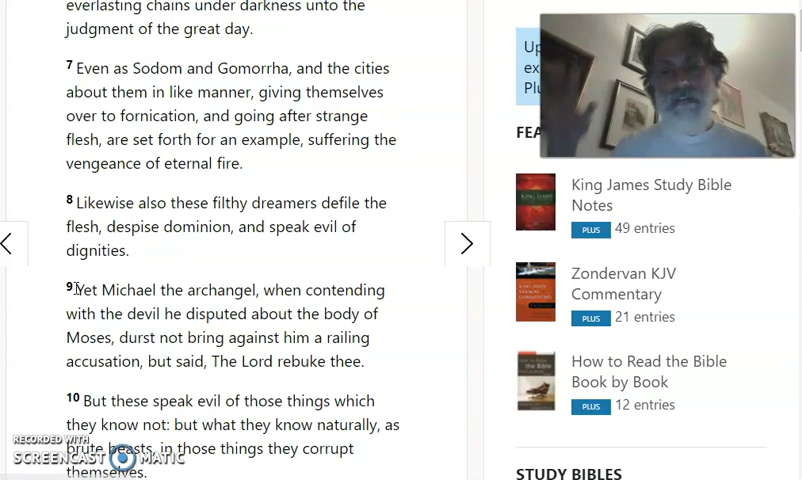 everlasting chains under darkness unto the
judgment of the great day.
7 Even as Sodom and Gomorrha, and the cities
about them in like manner, giving themselves
over to fornication, and going after strange
flesh, are set forth for an example, suffering the
vengeance of eternal fire.
8 Likewise also these filthy dreamers defile the
flesh, despise dominion, and speak evil of
dignities.
9 Yet Michael the archangel, when contending
with the devil he disputed about the body of
Moses, durst not bring against him a railing
accusation, but said, The Lord rebuke thee.
10 But these speak evil of those things which
they know not: but what they know naturally, as
brute beasts, in those things they corrupt
themselves.
RECORDED WITH
SCREENCAST MATIC
Up
ex
Plu
FEA
King James Study Bible
Notes
PLUS 49 entries
Zondervan KJV
Commentary
PLUS 21 entries
How to Read the Bible
Book by Book
PLUS 12 entries
STUDY BIBLES